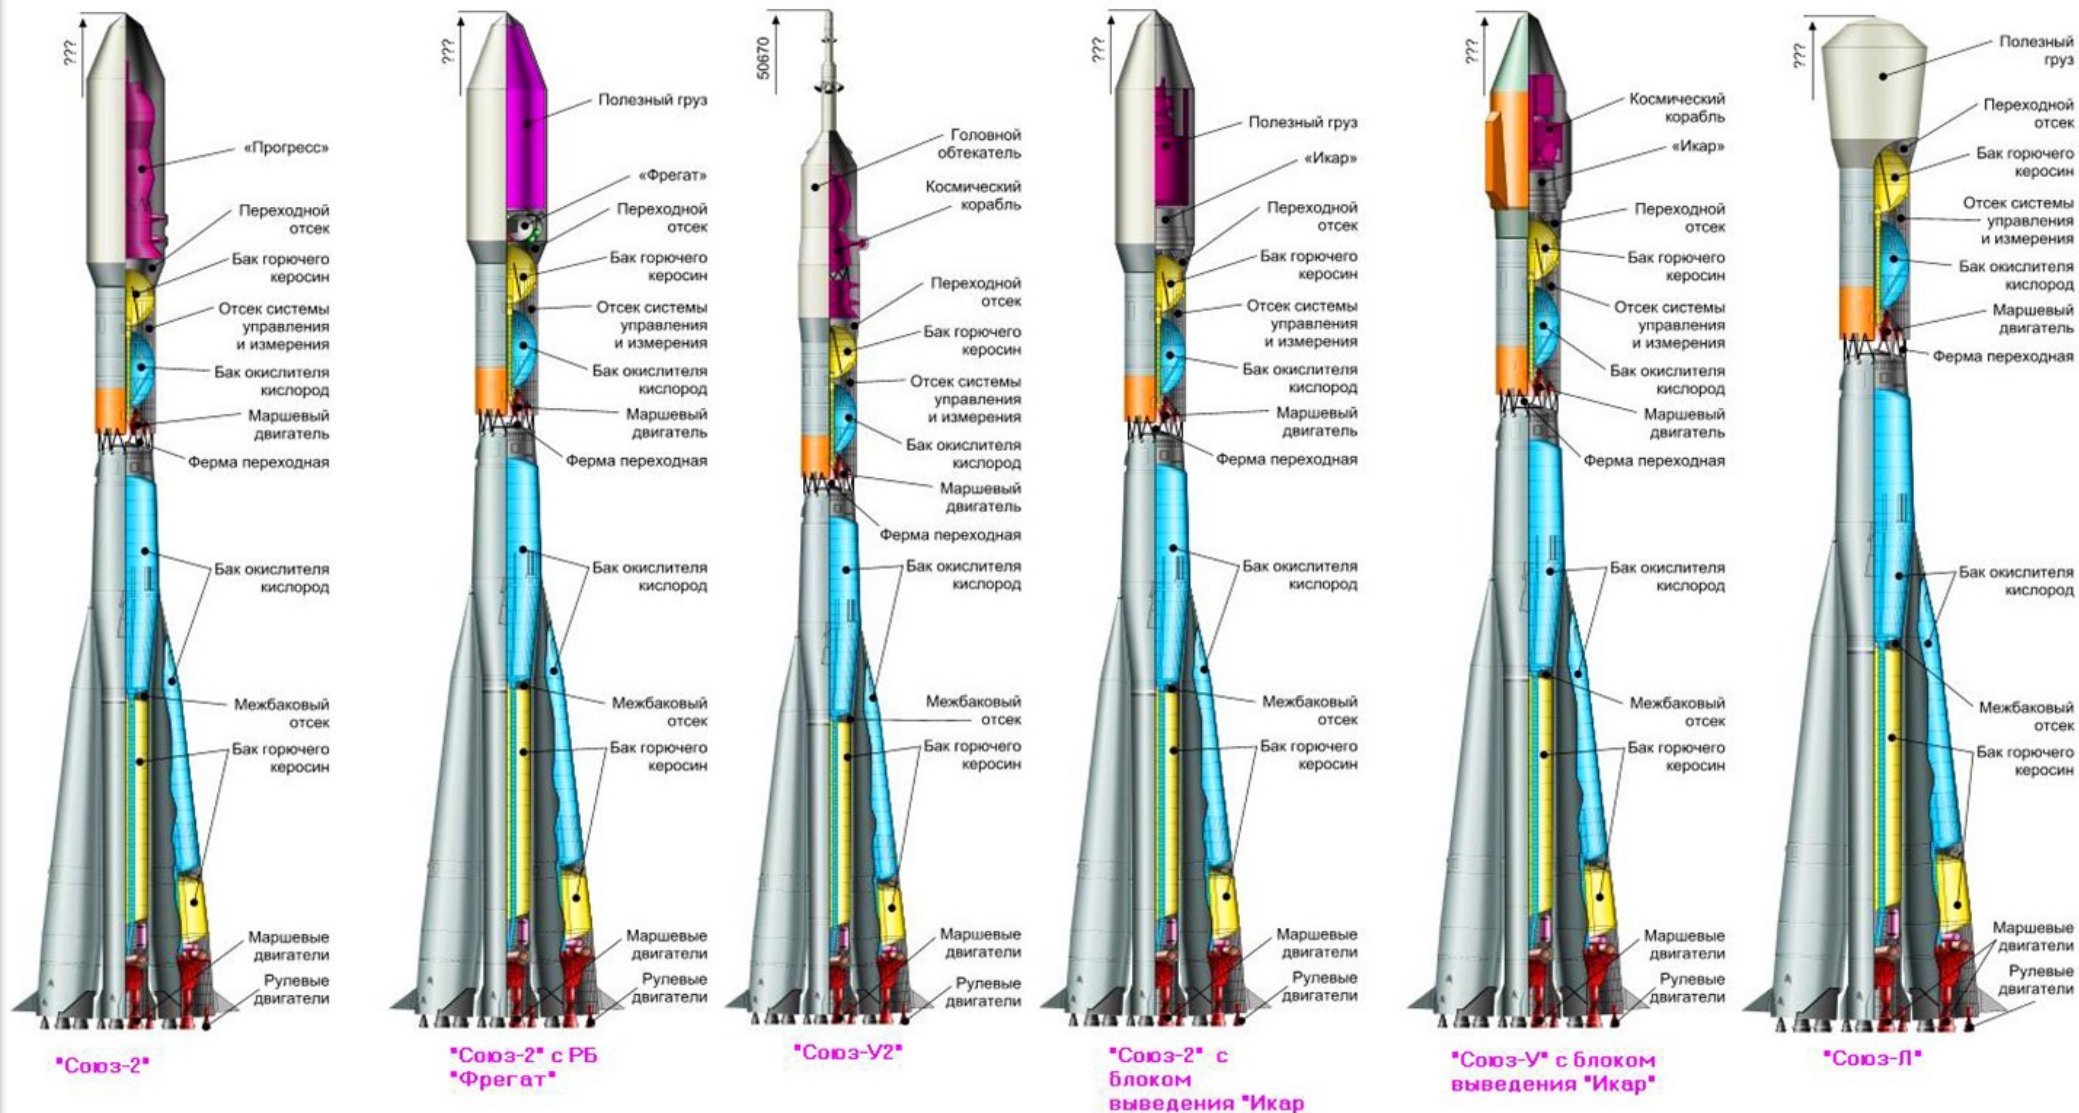 ???
«Прогресс»
Переходной
отсек
Бак горючего
керосин
Отсек системы
управления
и измерения
Бак окислителя
кислород
Маршевый
двигатель
Ферма переходная
Бак окислителя
кислород
Межбаковый
отсек
Бак горючего
керосин
Маршевые
двигатели
Рулевые
двигатели
"Союз-2"
???
Полезный груз
«Фрегат»
Переходной
отсек
Бак горючего
керосин
Отсек системы
управления
и измерения
Бак окислителя
кислород
Маршевый
двигатель
Ферма переходная
Бак окислителя
кислород
Межбаковый
отсек
Бак горючего
керосин
Маршевые
двигатели
Рулевые
двигатели
"Союз-2" с РБ
"Фрегат"
50670
Головной
обтекатель
Космический
корабль
Переходной
отсек
Бак горючего
керосин
Отсек системы
управления
и измерения
Бак окислителя
кислород
Маршевый
двигатель
Ферма переходная
Бак окислителя
кислород
Межбаковый
отсек
Бак горючего
керосин
Маршевые
двигатели
Рулевые
двигатели
"Союз-У2"
???
Полезный груз
«Икар»
Переходной
отсек
Бак горючего
керосин
Отсек системы
управления
и измерения
Бак окислителя
кислород
Маршевый
двигатель
Ферма переходная
Бак окислителя
кислород
Межбаковый
отсек
Бак горючего
керосин
Маршевые
двигатели
Рулевые
двигатели
"Союз-2" с
блоком
выведения "Икар
???
Космический
корабль
«Икар»
Переходной
отсек
Бак горючего
керосин
Отсек системы
управления
и измерения
Бак окислителя
кислород
Маршевый
двигатель
Ферма переходная
Бак окислителя
кислород
Межбаковый
отсек
Бак горючего
керосин
Маршевые
двигатели
Рулевые
двигатели
"Союз-У" с блоком
выведения "Икар"
???
Полезный
груз
Переходной
отсек
Бак горючего
керосин
Отсек системы
управления
и измерения
Бак окислителя
кислород
Маршевый
двигатель
Ферма переходная
Бак окислителя
кислород
Межбаковый
отсек
Бак горючего
керосин
Маршевые
двигатели
Рулевые
двигатели
"Союз-Л"